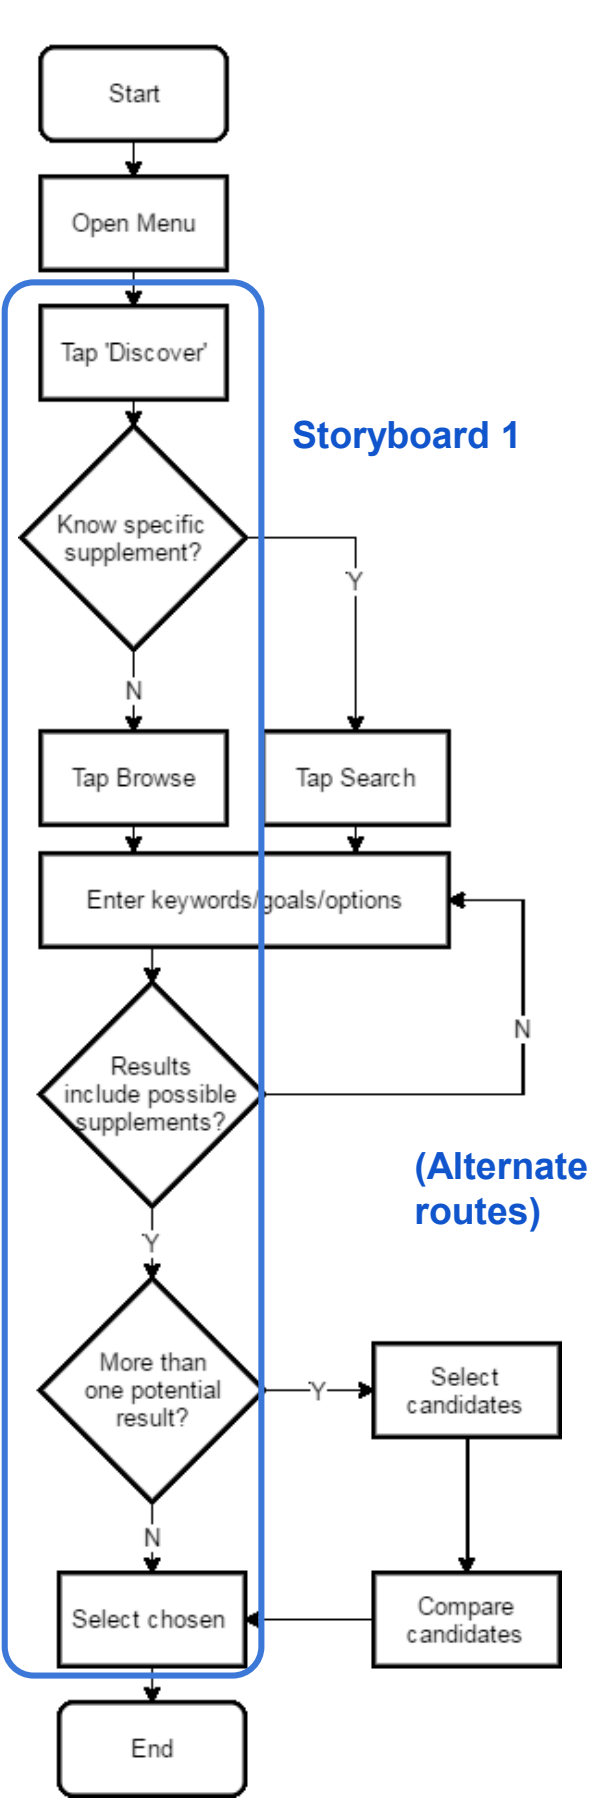 Start
Open Menu
Tap 'Discover'
Storyboard 1
Know specific
supplement?
Y
N
Tap Browse
Tap Search
Enter keywords/goals/options
N
Results
include possible
supplements?
(Alternate
routes)
Y
More than
one potential
result?
Y
Select
candidates
N
Select chosen
Compare
candidates
End